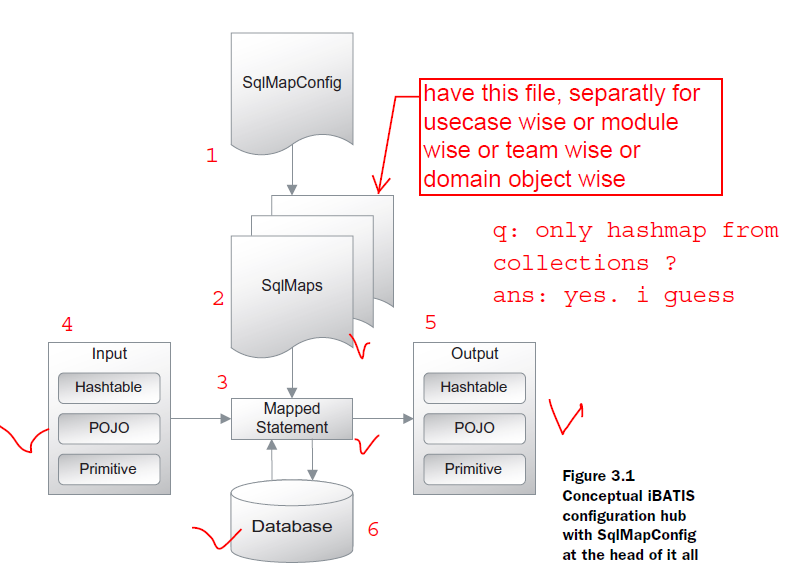 SqlMapConfig
1
have this file, separatly for
usecase wise or module
wise or team wise or
domain object wise
q: only hashmap from
collections ?
ans: yes. i guess
2
SqlMaps
4
Input
Hashtable
POJO
Primitive
3
Mapped
Statement
5
Output
Hashtable
POJO
Primitive
Database
6
Figure 3.1
Conceptual iBATIS
configuration hub
with SqlMapConfig
at the head of it all